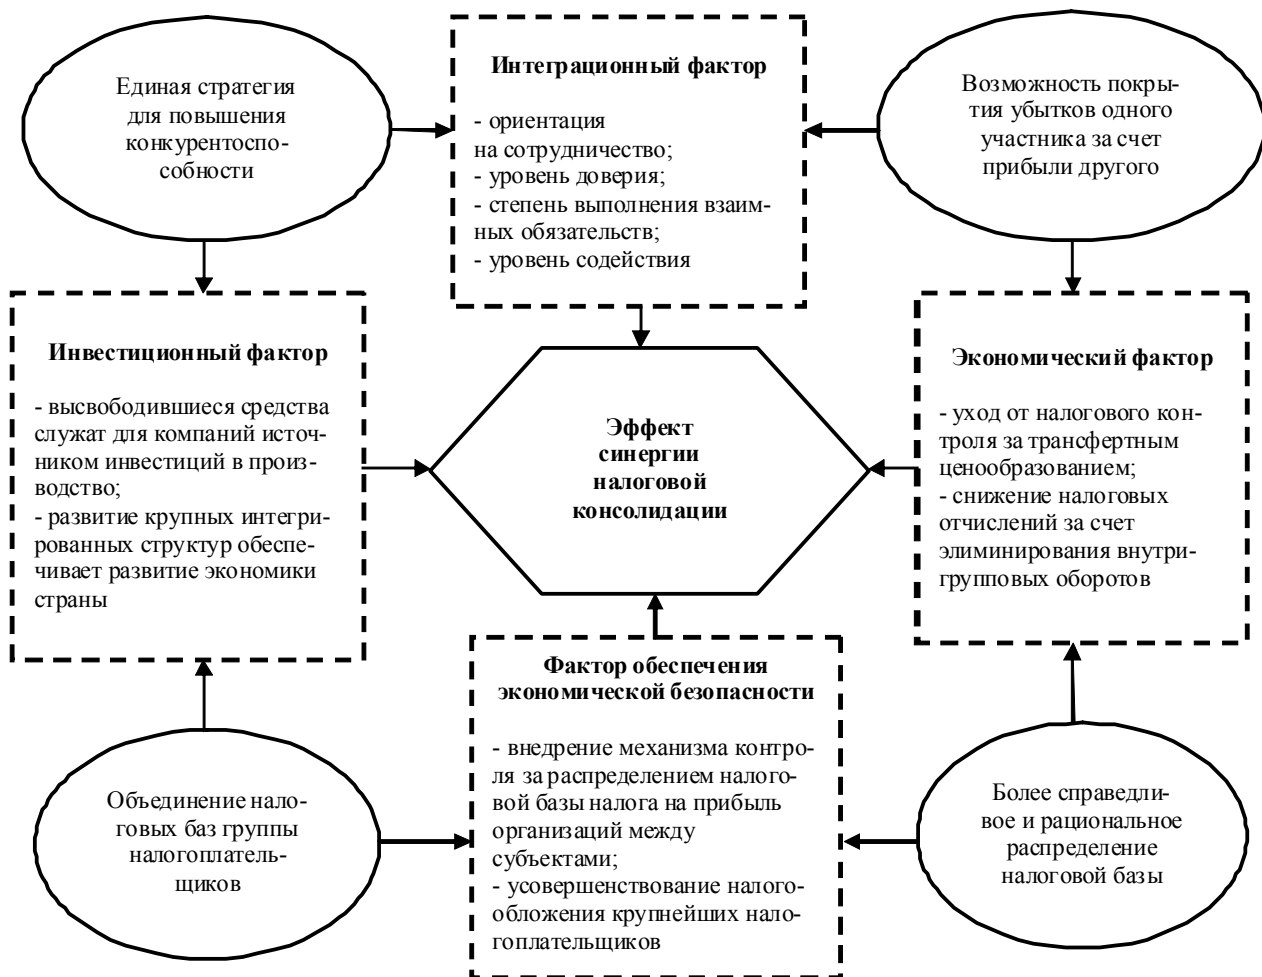 Единая стратегия
для повышения
конкурентоспо-
собности
Интеграционный фактор
- ориентация
на сотрудничество;
- уровень доверия;
- степень выполнения взаим-
ных обязательств;
- уровень содействия
Возможность покры-
тия убытков одного
участника за счет
прибыли другого
Инвестиционный фактор
- высвободившиеся средства
служат для компаний источ-
ником инвестиций в произ-
водство;
- развитие крупных интегри-
рованных структур обеспе-
чивает развитие экономики
страны
Эффект
синергии
налоговой
консолидации
Экономический фактор
- уход от налогового кон-
троля за трансфертным
ценообразованием;
- снижение налоговых
отчислений за счет
элиминирования внутри-
групповых оборотов
Объединение нало-
говых баз группы
налогоплатель-
щиков
Фактор обеспечения
экономической безопасности
- внедрение механизма контро-
ля за распределением налого-
вой базы налога на прибыль
организаций между
субъектами;
- усовершенствование налого-
обложения крупнейших нало-
гоплательщиков
Более справедли-
вое и рациональное
распределение
налоговой базы